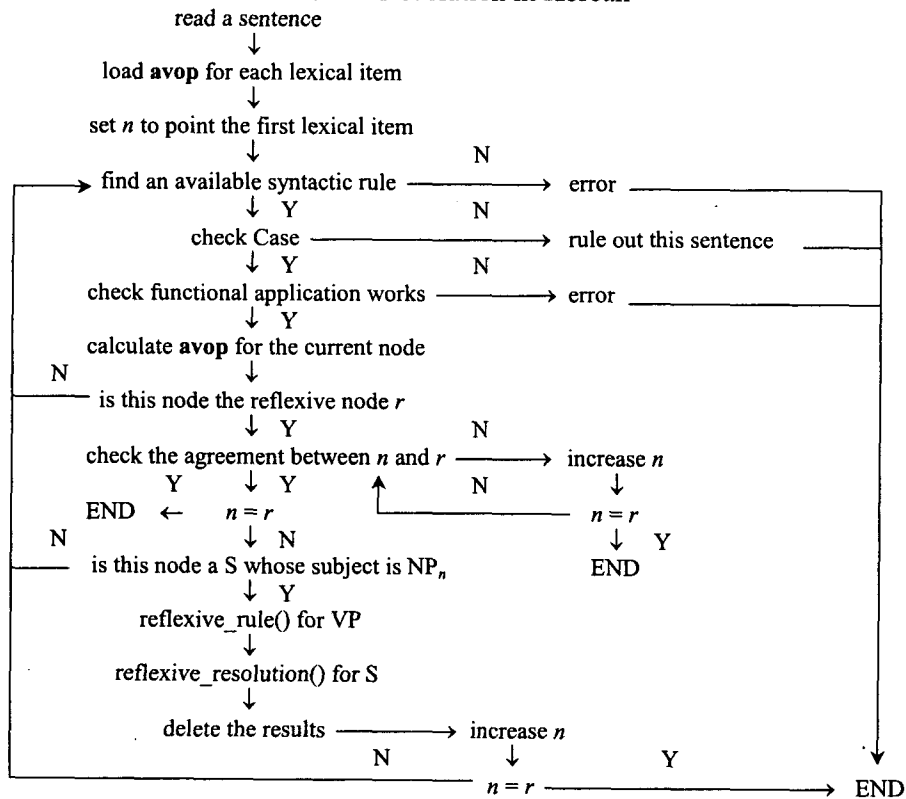 read a sentence
↓
load avop for each lexical item
↓
set n to point the first lexical item
↓ N
find an available syntactic rule → error
↓ Y N
check Case → rule out this sentence
↓ Y N
check functional application works → error
↓ Y
calculate avop for the current node
N ↓
is this node the reflexive node r
↓ Y N
check the agreement between n and r → increase n
Y ↓ Y N ↓
END ← n = r n = r
N ↓ N ↓ Y
is this node a S whose subject is NPₙ END
↓ Y
reflexive_rule() for VP
↓
reflexive_resolution() for S
↓
delete the results → increase n
N ↓ Y
n = r → END